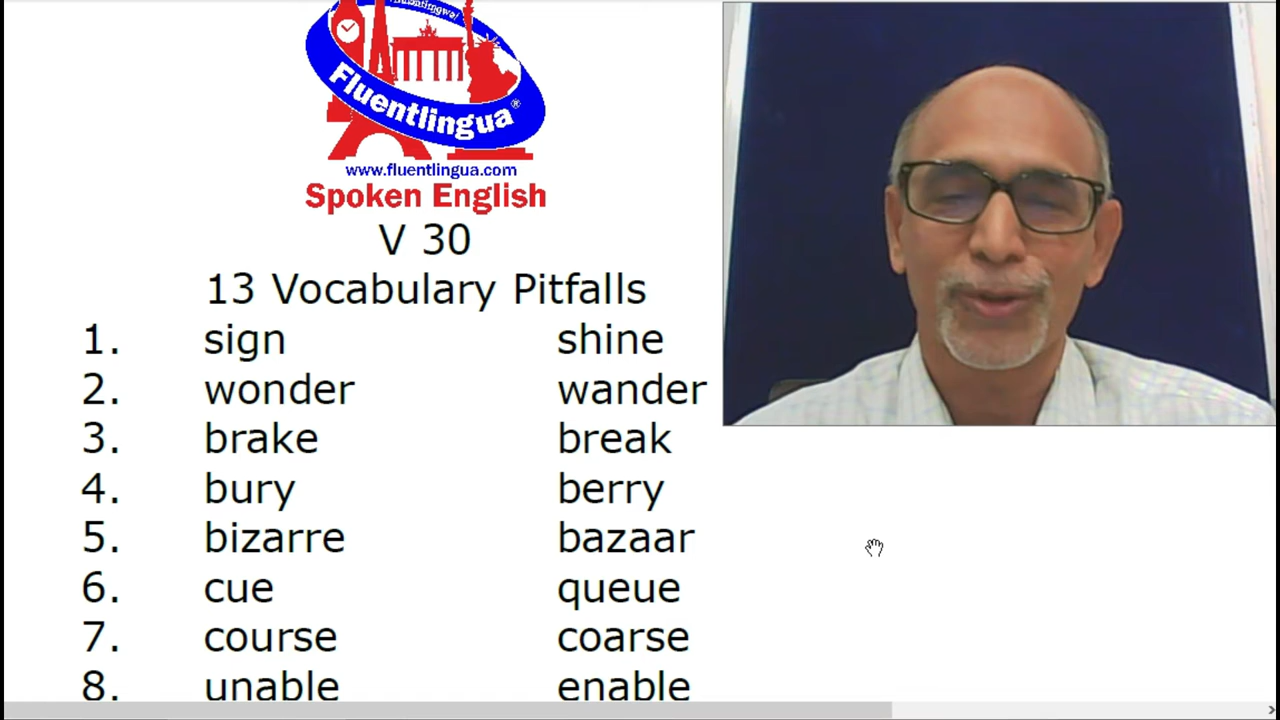 Fluentlingua®
www.fluentlingua.com
Spoken English
V 30
13 Vocabulary Pitfalls
1. sign shine
2. wonder wander
3. brake break
4. bury berry
5. bizarre bazaar
6. cue queue
7. course coarse
8. unable enable